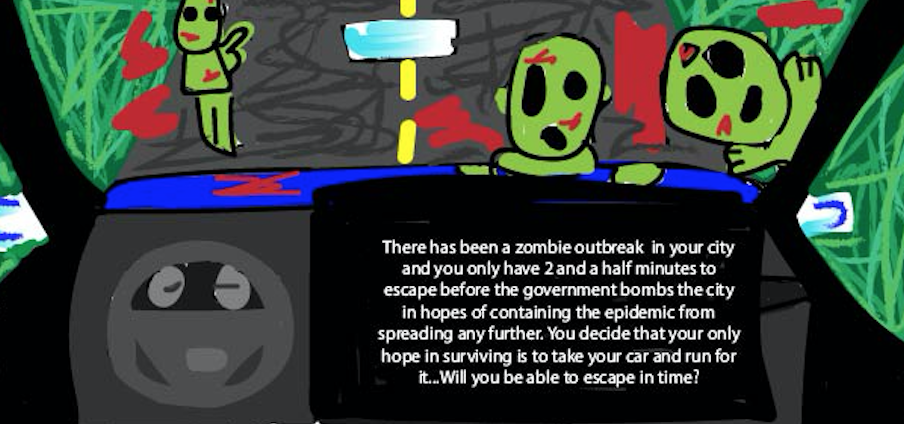 There has been a zombie outbreak in your city
and you only have 2 and a half minutes to
escape before the government bombs the city
in hopes of containing the epidemic from
spreading any further. You decide that your only
hope in surviving is to take your car and run for
it...Will you be able to escape in time?